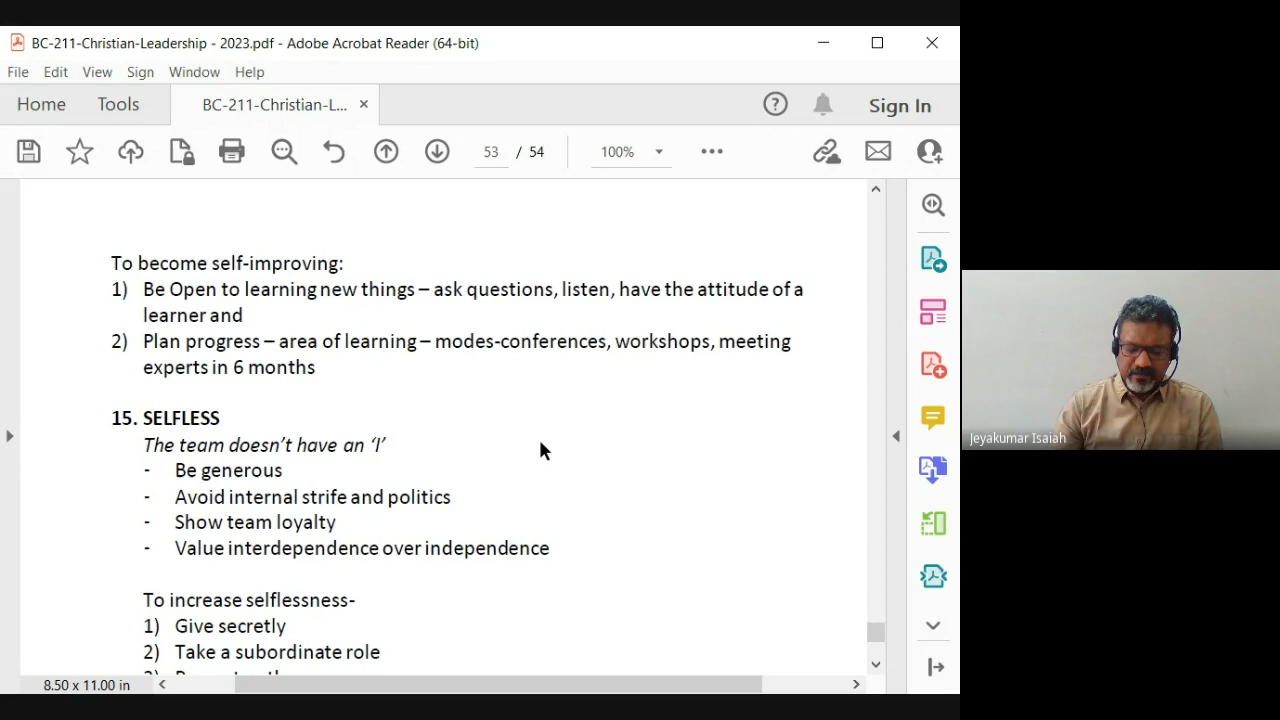 BC-211-Christian-Leadership - 2023.pdf - Adobe Acrobat Reader (64-bit)
File Edit View Sign Window Help
Home Tools BC-211-Christian-L... Sign In
53 / 54 100%
To become self-improving:
1) Be Open to learning new things – ask questions, listen, have the attitude of a
learner and
2) Plan progress – area of learning – modes-conferences, workshops, meeting
experts in 6 months
15. SELFLESS
The team doesn't have an 'I'
- Be generous
- Avoid internal strife and politics
- Show team loyalty
- Value interdependence over independence
To increase selflessness-
1) Give secretly
2) Take a subordinate role
8.50 x 11.00 in
Jeyakumar Isaiah